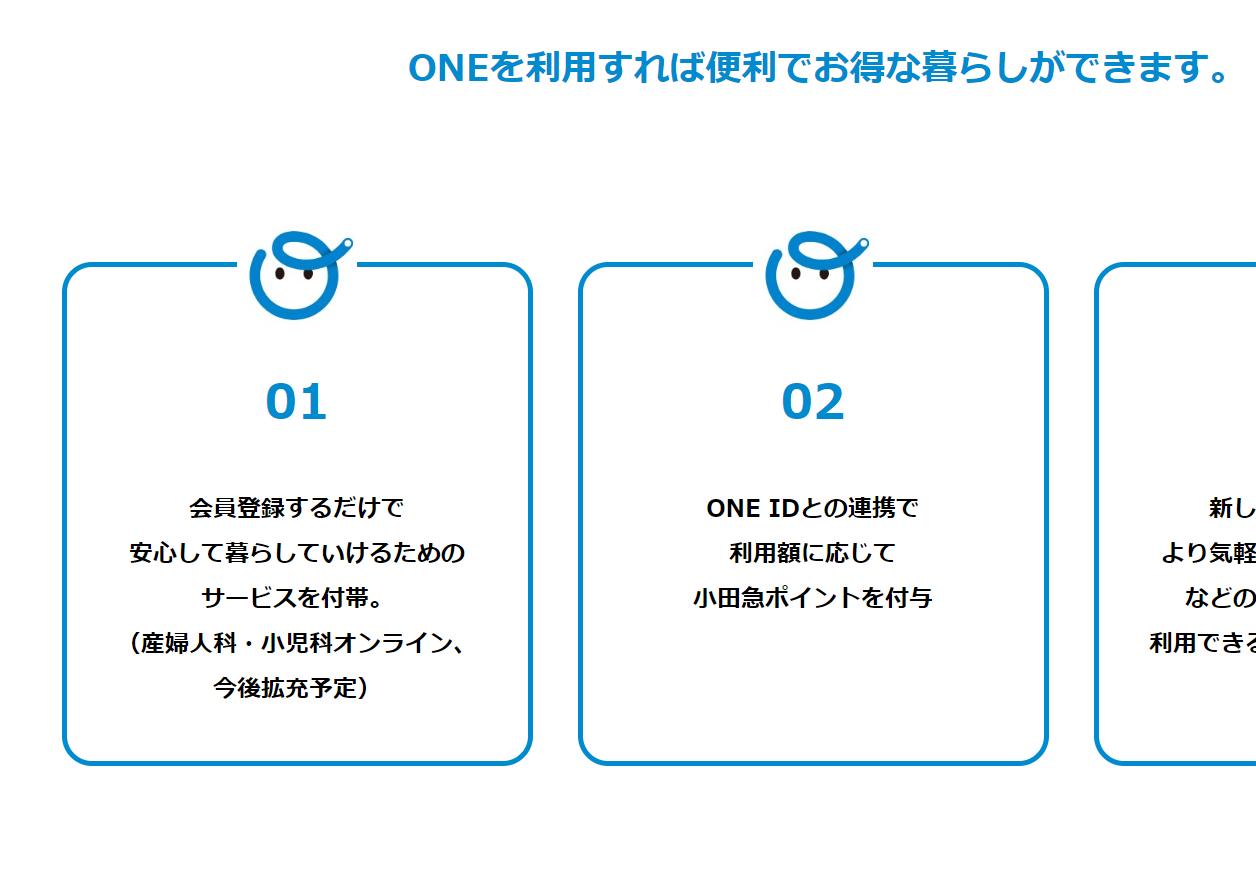 ONEを利用すれば便利でお得な暮らしができます。
01
会員登録するだけで
安心して暮らしていけるための
サービスを付帯。
（産婦人科・小児科オンライン、
今後拡充予定）
02
ONE IDとの連携で
利用額に応じて
小田急ポイントを付与
新し
より気軽
などの
利用できる